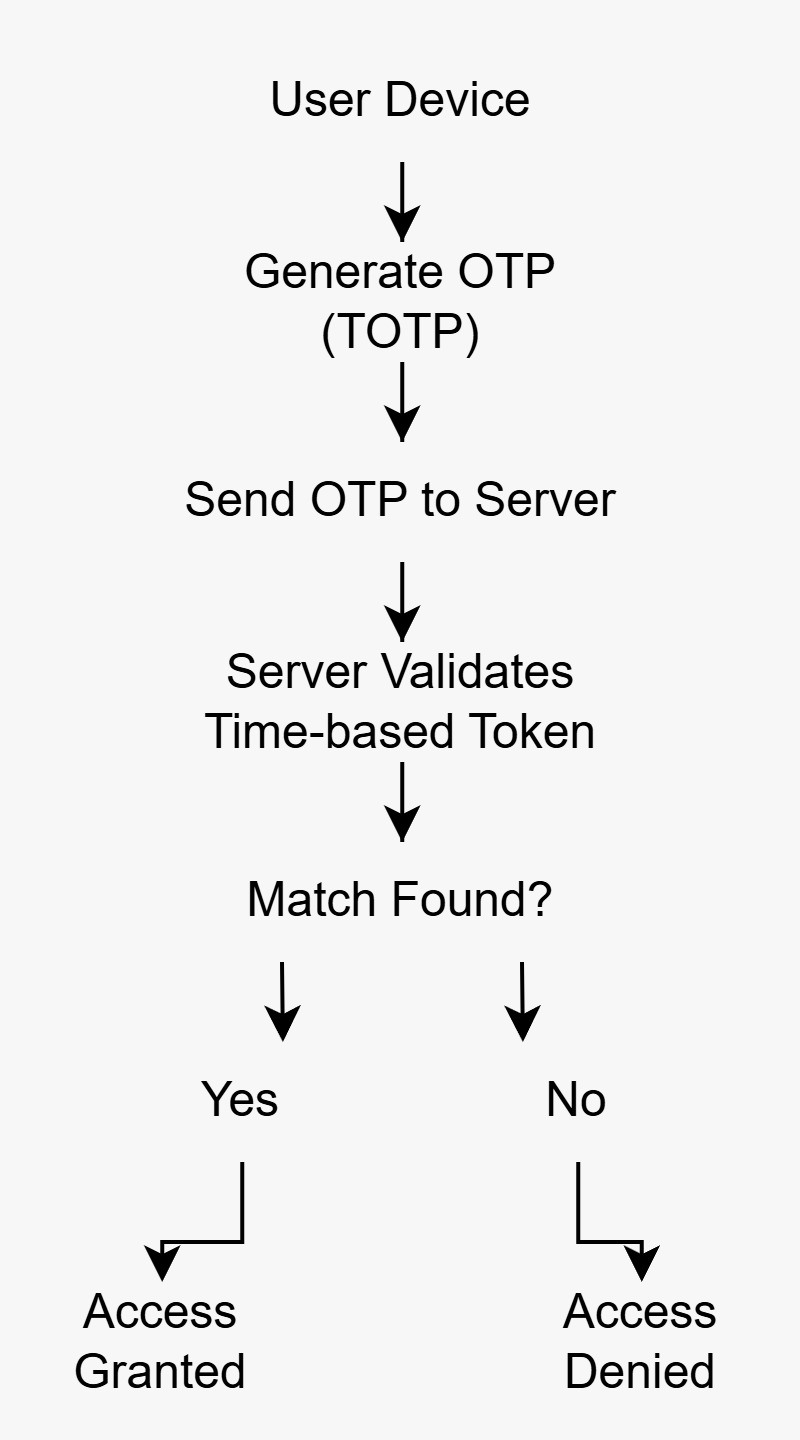 User Device
Generate OTP
(TOTP)
Send OTP to Server
Server Validates
Time-based Token
Match Found?
Yes
No
Access
Granted
Access
Denied